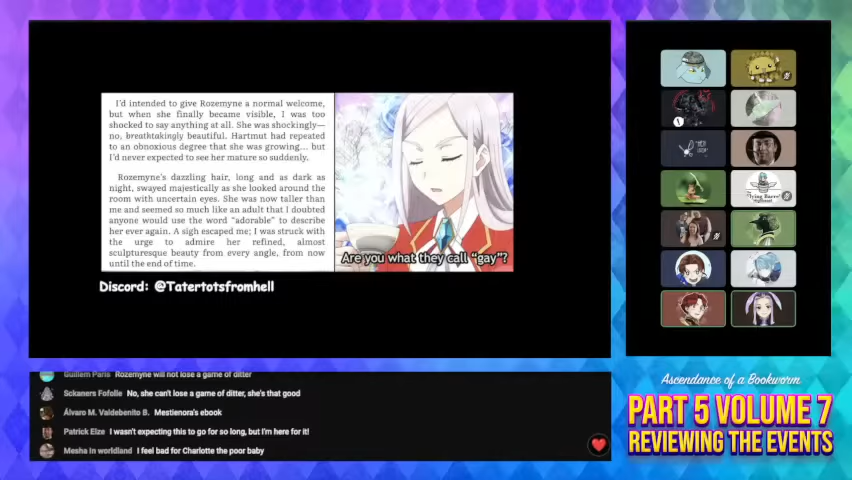 I'd intended to give Rozemyne a normal welcome,
but when she finally became visible, I was too
shocked to say anything at all. She was shockingly—
no, breathtakingly beautiful. Hartmut had repeated
to an obnoxious degree that she was growing... but
I'd never expected to see her mature so suddenly.
Rozemyne's dazzling hair, long and as dark as
night, swayed majestically as she looked around the
room with uncertain eyes. She was now taller than
me and seemed so much like an adult that I doubted
anyone would use the word "adorable" to describe
her ever again. A sigh escaped me; I was struck with
the urge to admire her refined, almost
sculpturesque beauty from every angle, from now
until the end of time.
Are you what they call "gay"?
Discord: @Tatertotsfromhell
Guillem Paris Rozemyne will not lose a game of ditter
Sckaners Fofolle No, she can't lose a game of ditter, she's that good
Álvaro M. Valdebenito B. Mestienora's ebook
Patrick Elze I wasn't expecting this to go for so long, but I'm here for it!
Mesha in worldland I feel bad for Charlotte the poor baby
Ascendance of a Bookworm
PART 5 VOLUME 7
REVIEWING THE EVENTS